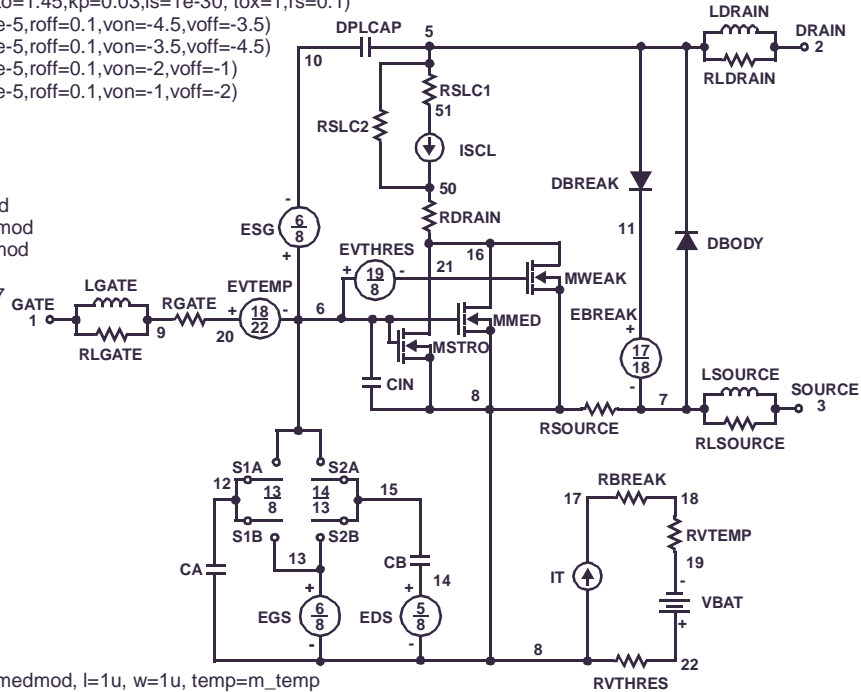 to=1.45,kp=0.03,is=1e-30, tox=1,rs=0.1)
e-5,roff=0.1,von=-4.5,voff=-3.5)
e-5,roff=0.1,von=-3.5,voff=-4.5)
e-5,roff=0.1,von=-2,voff=-1)
e-5,roff=0.1,von=-1,voff=-2)
LDRAIN
DPLCAP
5
DRAIN
2
10
RLDRAIN
RSLC1
51
RSLC2
ISCL
50
DBREAK
d
mod
mod
RDRAIN
ESG
6
8
11
DBODY
EVTHRES
16
21
19
8
MWEAK
LGATE
EVTEMP
GATE
1
RGATE
18
22
6
EBREAK
MMED
9
20
RLGATE
MSTRO
17
18
CIN
LSOURCE
8
7
SOURCE
3
RSOURCE
RLSOURCE
S1A
S2A
12
13
8
14
13
15
RBREAK
17
18
S1B
S2B
RVTEMP
13
CB
19
CA
14
IT
VBAT
EGS
6
8
EDS
5
8
8
22
RVTHRES
medmod, l=1u, w=1u, temp=m_temp